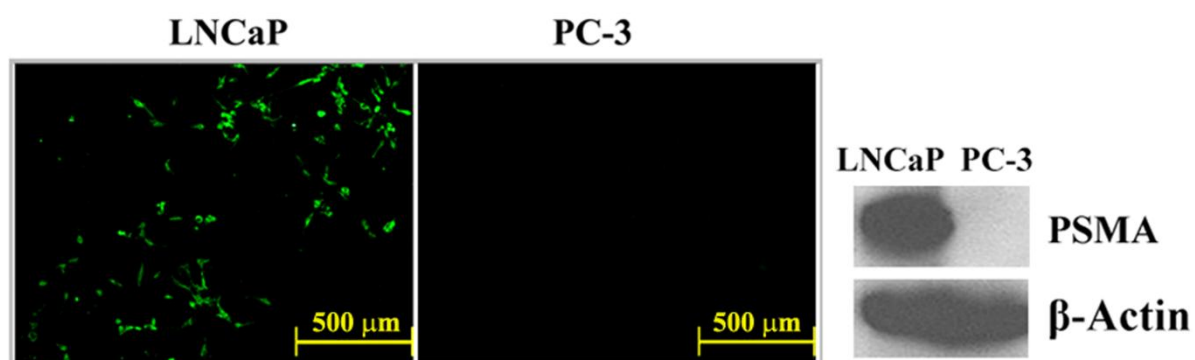 LNCaP PC-3
500 μm 500 μm
LNCaP PC-3
PSMA
β-Actin